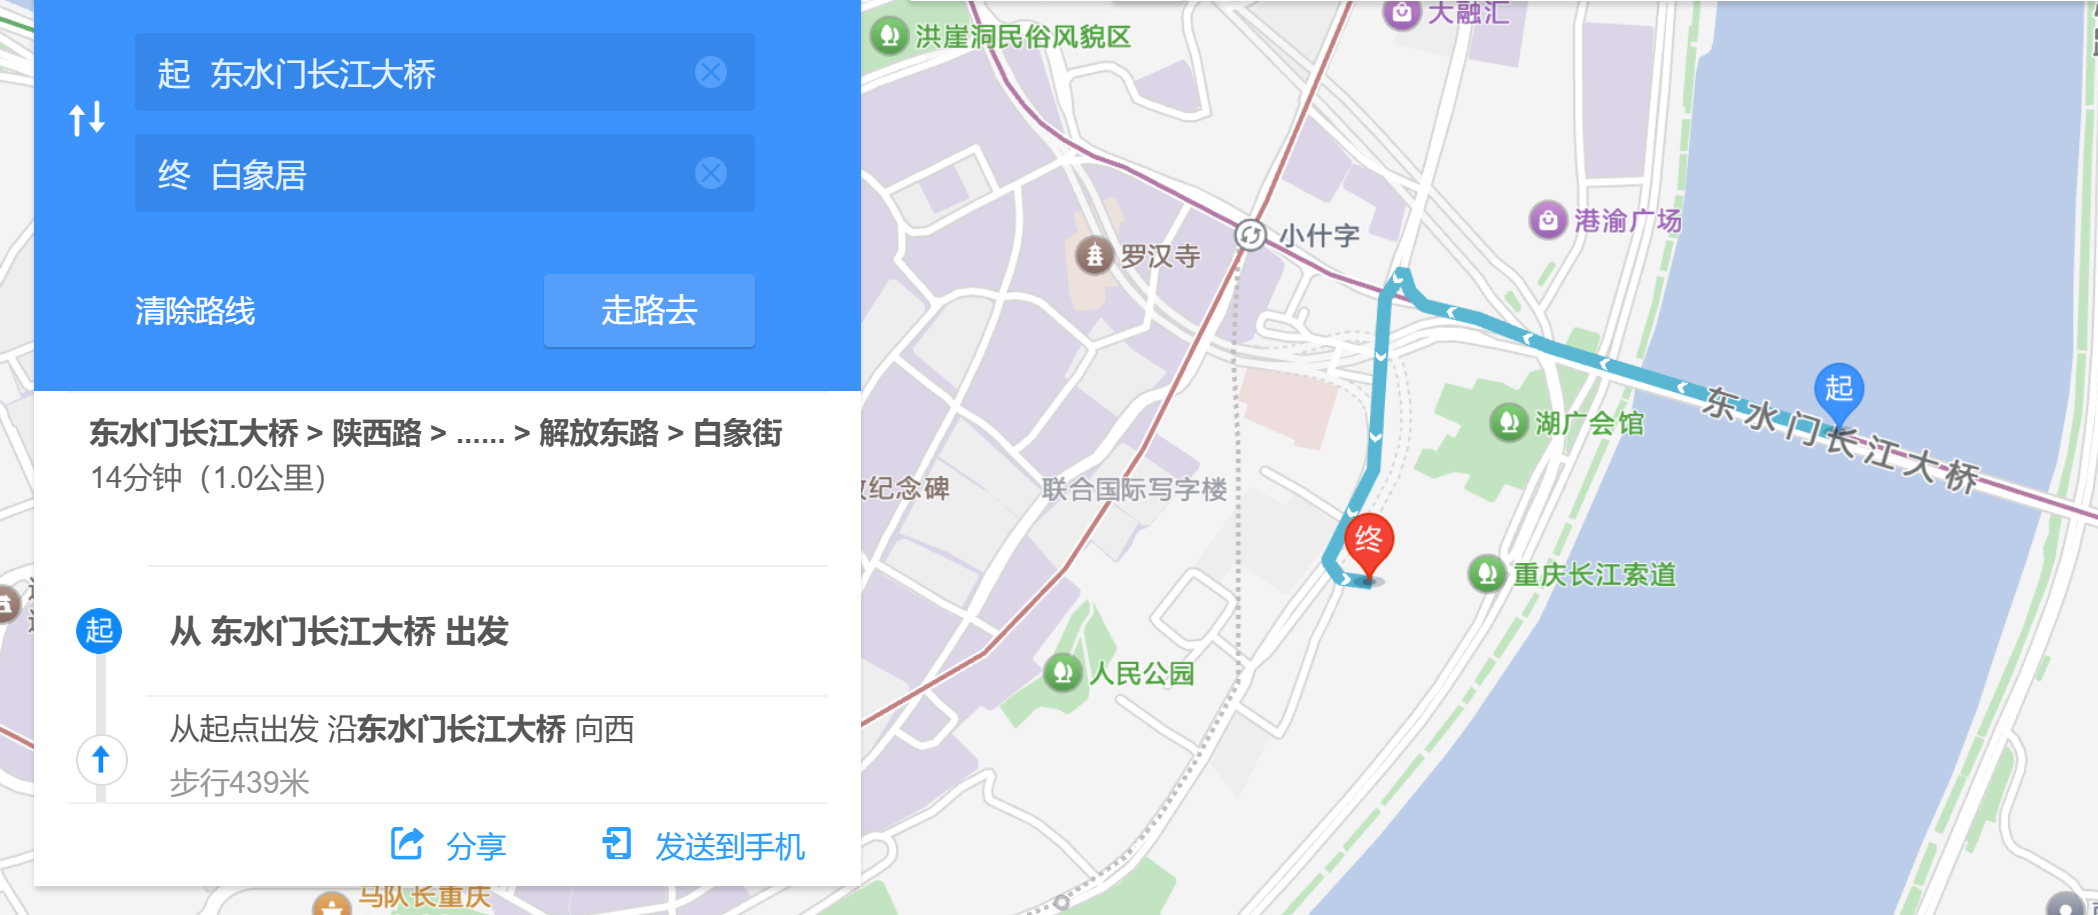 起 东水门长江大桥
终 白象居
清除路线
走路去
东水门长江大桥 > 陕西路 > ...... > 解放东路 > 白象街
14分钟（1.0公里）
起
从 东水门长江大桥 出发
从起点出发 沿东水门长江大桥 向西
步行439米
分享
发送到手机
大融汇
洪崖洞民俗风貌区
港渝广场
小什字
罗汉寺
起
湖广会馆
东水门长江大桥
纪念碑
联合国际写字楼
终
重庆长江索道
人民公园
马队长重庆